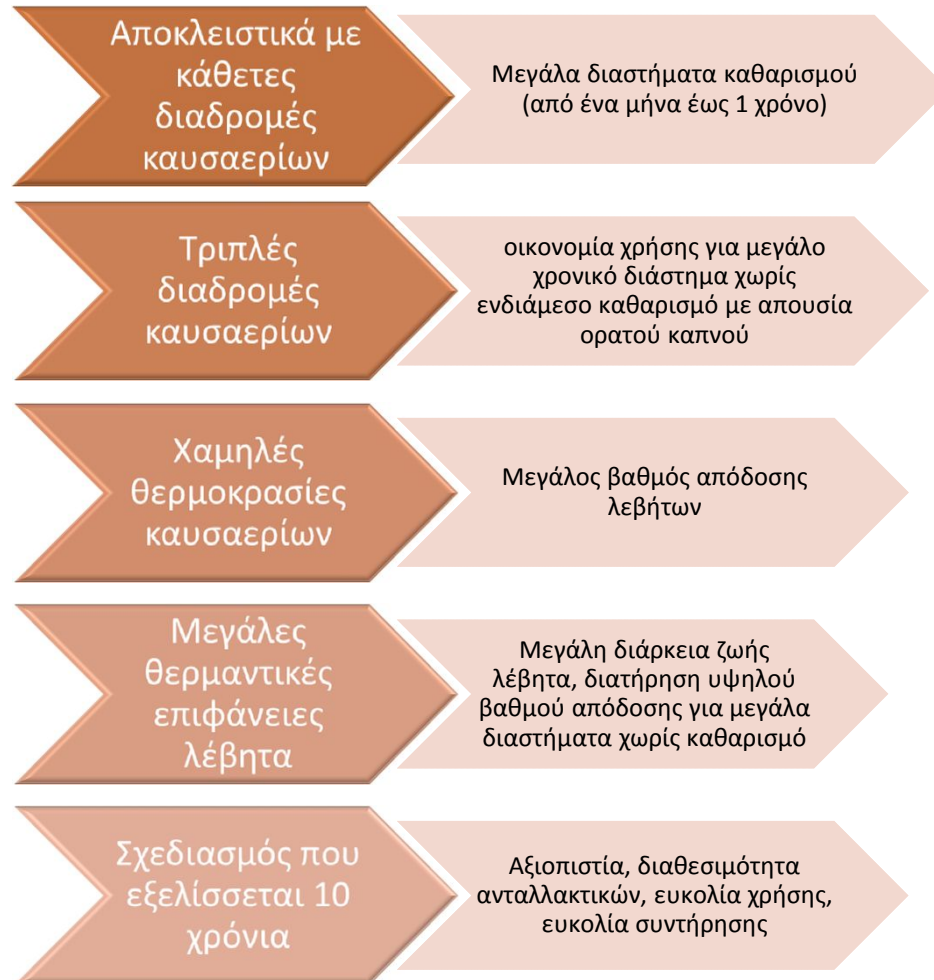 Αποκλειστικά με
κάθετες
διαδρομές
καυσαερίων
Μεγάλα διαστήματα καθαρισμού
(από ένα μήνα έως 1 χρόνο)
Τριπλές
διαδρομές
καυσαερίων
οικονομία χρήσης για μεγάλο
χρονικό διάστημα χωρίς
ενδιάμεσο καθαρισμό με απουσία
ορατού καπνού
Χαμηλές
θερμοκρασίες
καυσαερίων
Μεγάλος βαθμός απόδοσης
λεβήτων
Μεγάλες
θερμαντικές
επιφάνειες
λέβητα
Μεγάλη διάρκεια ζωής
λέβητα, διατήρηση υψηλού
βαθμού απόδοσης για μεγάλα
διαστήματα χωρίς καθαρισμό
Σχεδιασμός που
εξελίσσεται 10
χρόνια
Αξιοπιστία, διαθεσιμότητα
ανταλλακτικών, ευκολία χρήσης,
ευκολία συντήρησης